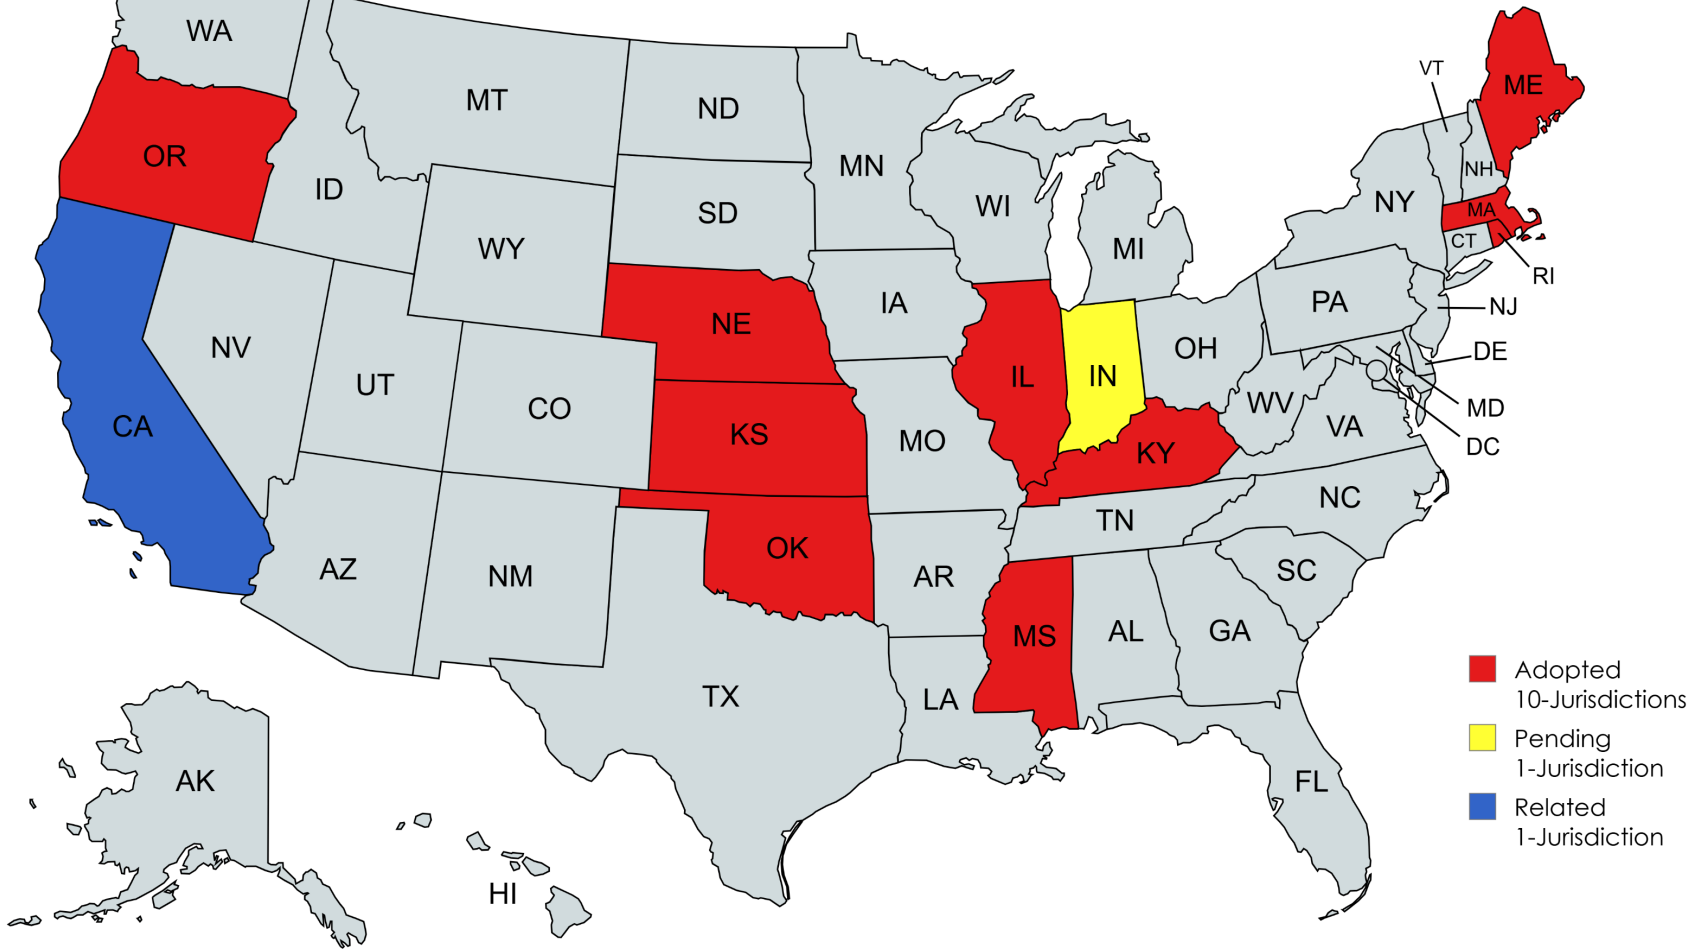 WA
MT
ND
MN
OR
ID
WY
SD
WI
MI
VT
ME
NH
NY
MA
CT
RI
NE
IA
PA
NJ
NV
UT
CO
IL
IN
OH
DE
WV
MD
CA
KS
MO
KY
VA
DC
NC
AZ
NM
OK
AR
TN
SC
MS
AL
GA
TX
LA
FL
AK
HI
Adopted
10-Jurisdictions
Pending
1-Jurisdiction
Related
1-Jurisdiction